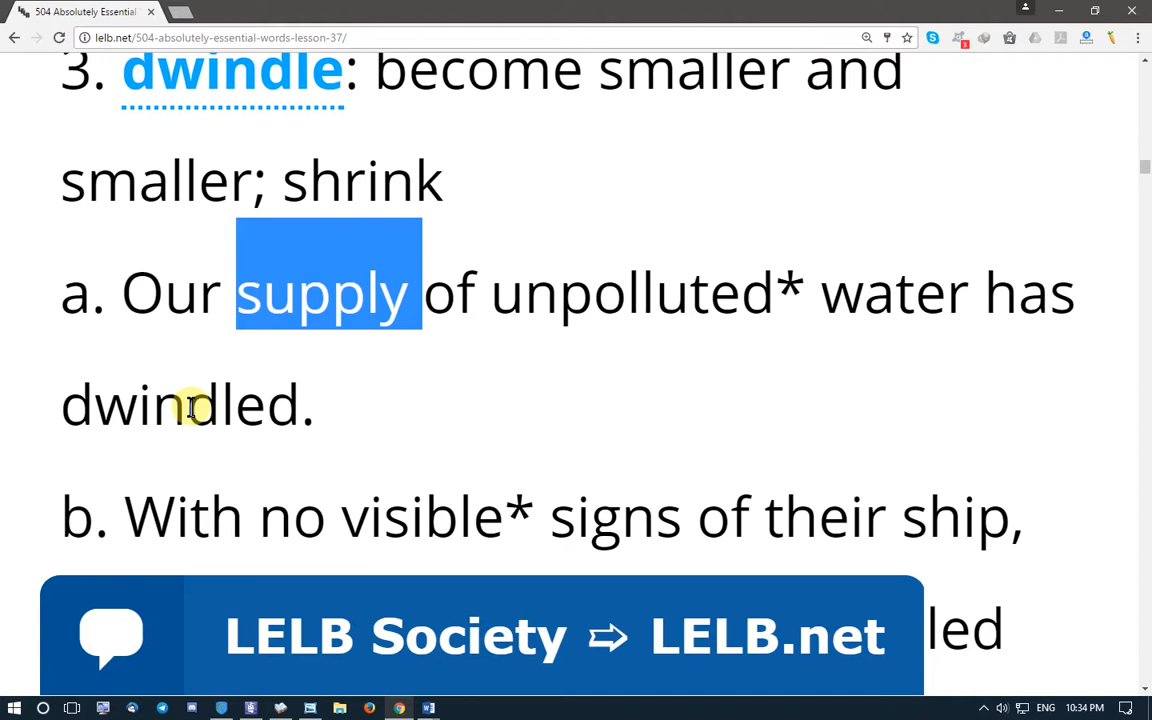 504 Absolutely Essential
lelb.net/504-absolutely-essential-words-lesson-37/
3. dwindle: become smaller and
smaller; shrink
a. Our supply of unpolluted* water has
dwindled.
b. With no visible* signs of their ship,
led
LELB Society ⇨ LELB.net
ENG 10:34 PM